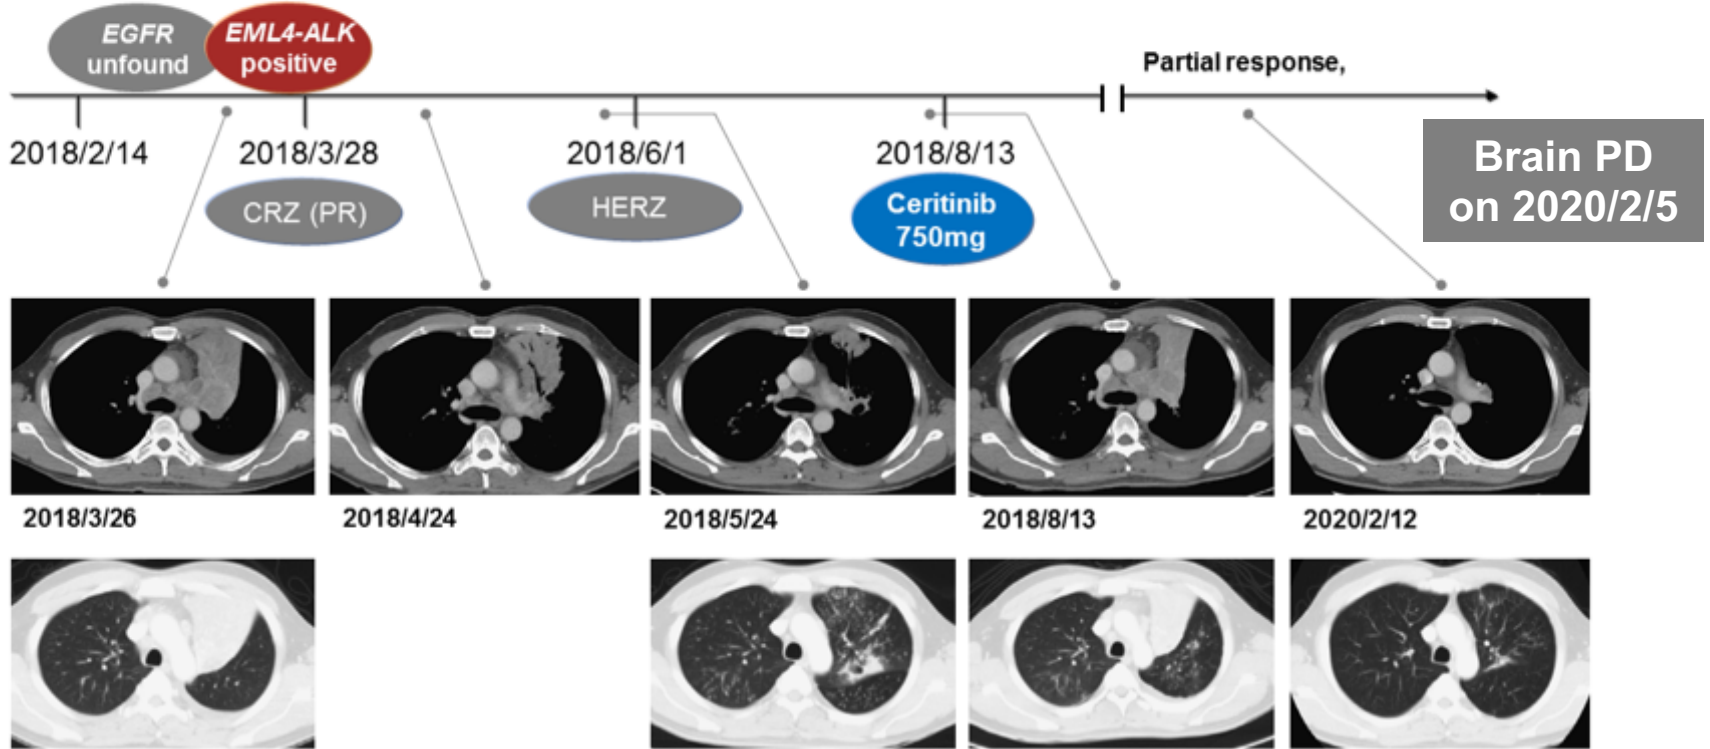 EGFR
unfound
EML4-ALK
positive
Partial response,
2018/2/14
2018/3/28
2018/6/1
2018/8/13
Brain PD
on 2020/2/5
CRZ (PR)
HERZ
Ceritinib
750mg
2018/3/26
2018/4/24
2018/5/24
2018/8/13
2020/2/12